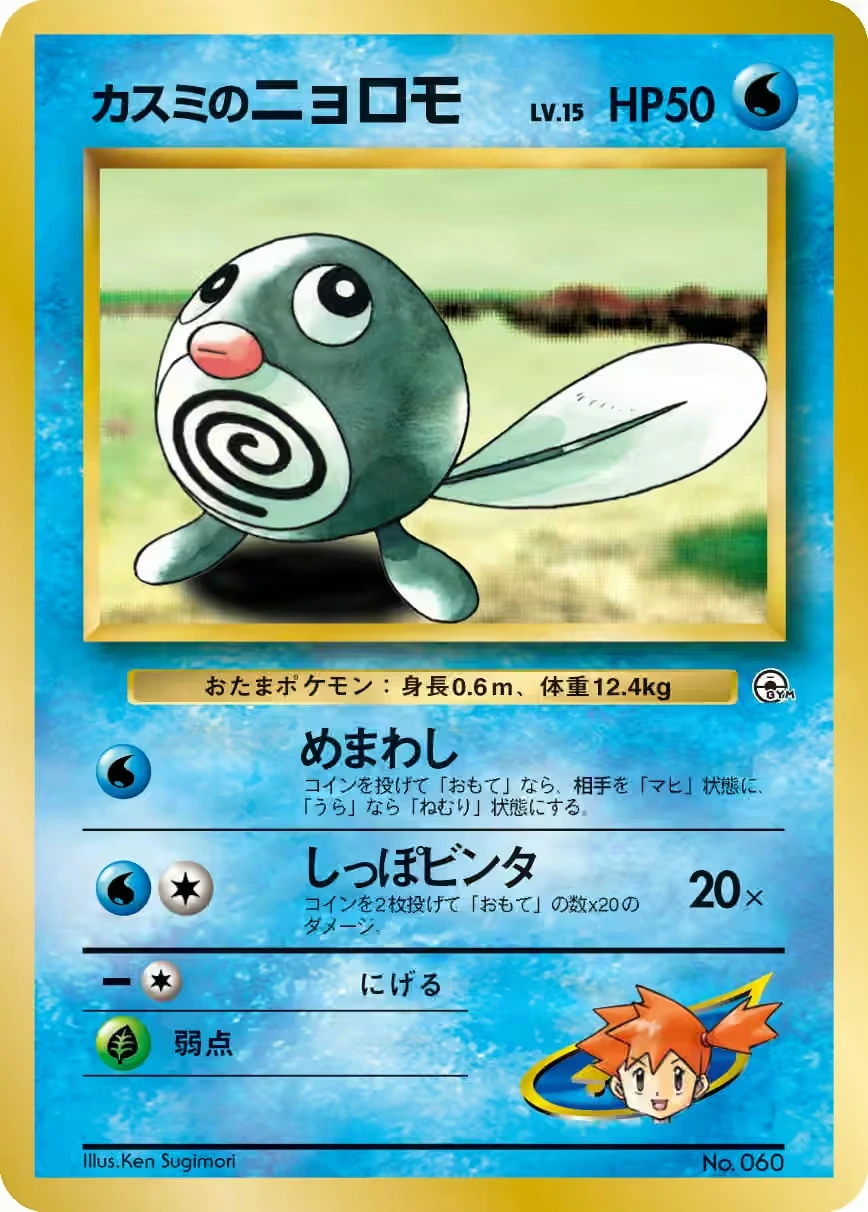 カスミのニョロモ LV.15 HP50
おたまポケモン：身長0.6m、体重12.4kg
GYM
めまわし
コインを投げて「おもて」なら、相手を「マヒ」状態に、
「うら」なら「ねむり」状態にする。
しっぽビンタ 20×
コインを2枚投げて「おもて」の数x20の
ダメージ。
にげる
弱点
Illus.Ken Sugimori No. 060